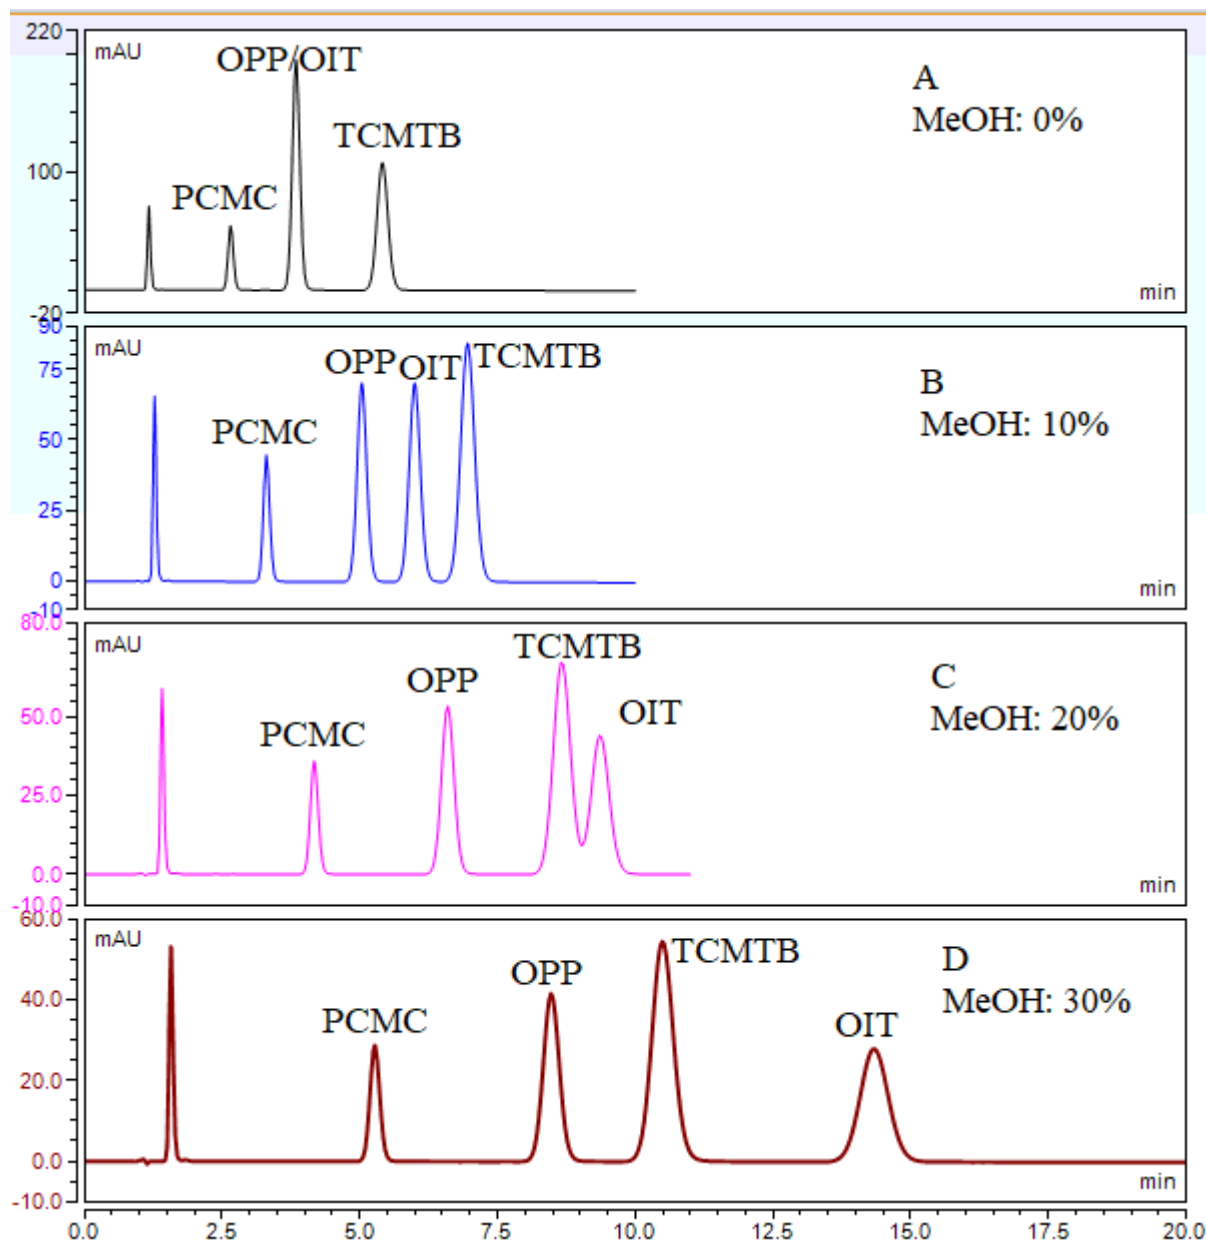 220
mAU
OPP/OIT
A
MeOH: 0%
TCMTB
100
PCMC
min
-20
90
mAU
OPP
OIT
TCMTB
75
B
MeOH: 10%
PCMC
50
25
0
min
-10
80.0
mAU
TCMTB
OPP
C
MeOH: 20%
OIT
50.0
PCMC
25.0
0.0
min
-10.0
60.0
mAU
TCMTB
OPP
D
MeOH: 30%
40.0
PCMC
OIT
20.0
0.0
min
-10.0
0.0 2.5 5.0 7.5 10.0 12.5 15.0 17.5 20.0